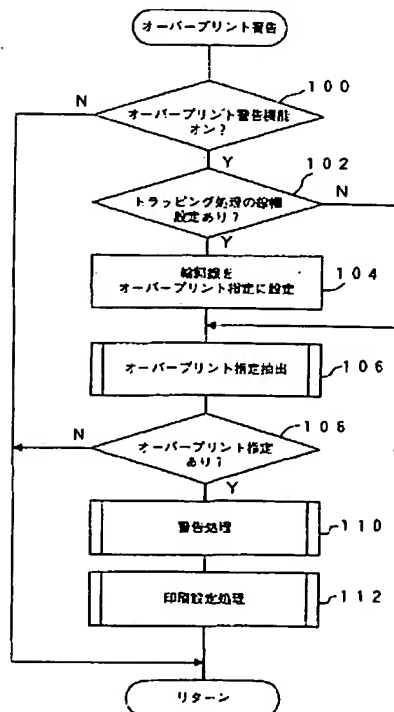 オーバープリント警告
100
N
オーバープリント警告機能
オン？
Y
102
トラッピング処理の線幅
設定あり？
N
Y
輪郭線を
オーバープリント指定に設定
104
オーバープリント指定抽出
106
106
N
オーバープリント指定
あり？
Y
警告処理
110
印刷設定処理
112
リターン